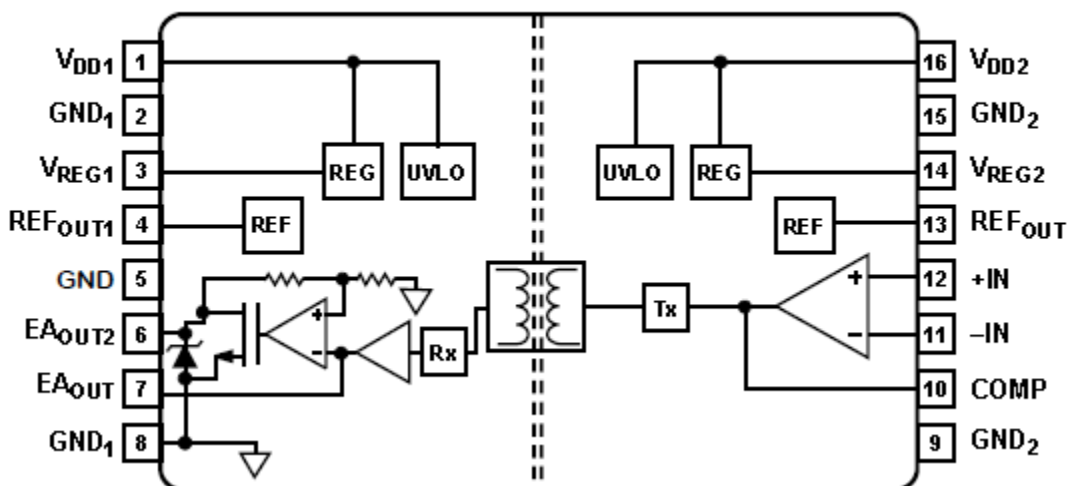 VDD1 1
GND1 2
VREG1 3
REFOUT1 4
GND 5
EAOUT2 6
EAOUT 7
GND1 8
REG UVLO
REF
+
−
Rx
UVLO REG
REF
Tx
+
−
16 VDD2
15 GND2
14 VREG2
13 REFOUT
12 +IN
11 −IN
10 COMP
9 GND2